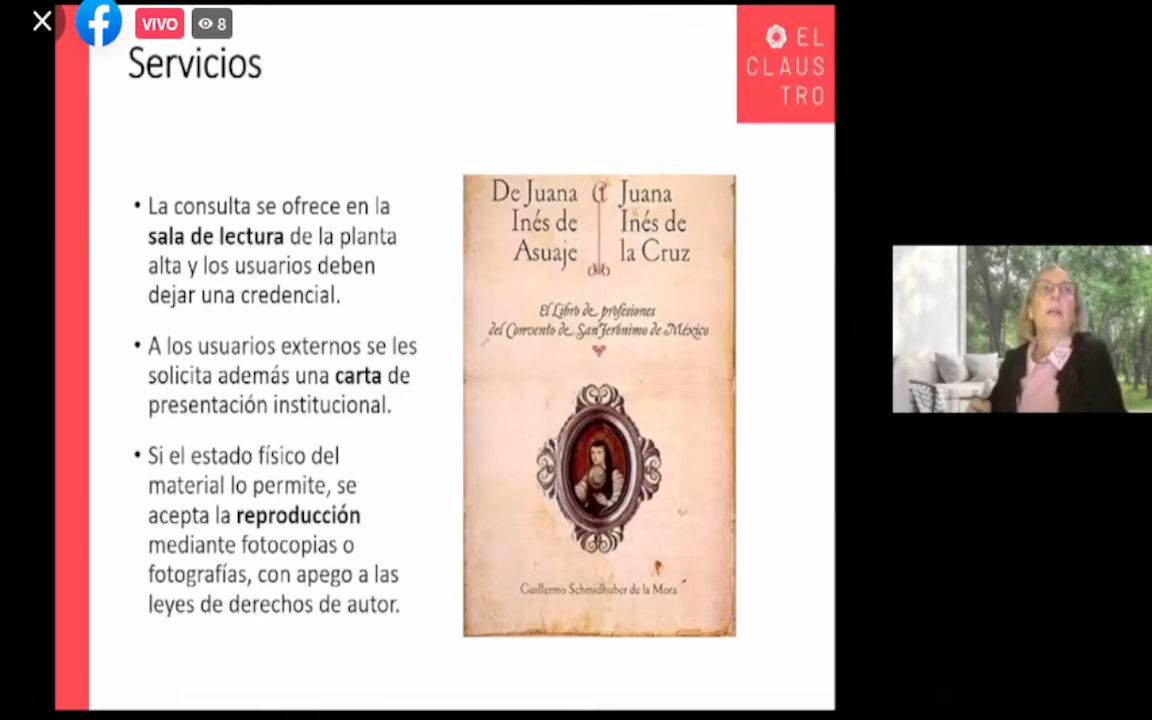 VIVO
8
Servicios
EL
CLAUS
TRO
• La consulta se ofrece en la
sala de lectura de la planta
alta y los usuarios deben
dejar una credencial.
• A los usuarios externos se les
solicita además una carta de
presentación institucional.
• Si el estado físico del
material lo permite, se
acepta la reproducción
mediante fotocopias o
fotografías, con apego a las
leyes de derechos de autor.
De Juana a Juana
Inés de Inés de
Asuaje la Cruz
El Libro de profesiones
del Convento de San Jerónimo de México
Guillermo Schmidhuber de la Mora